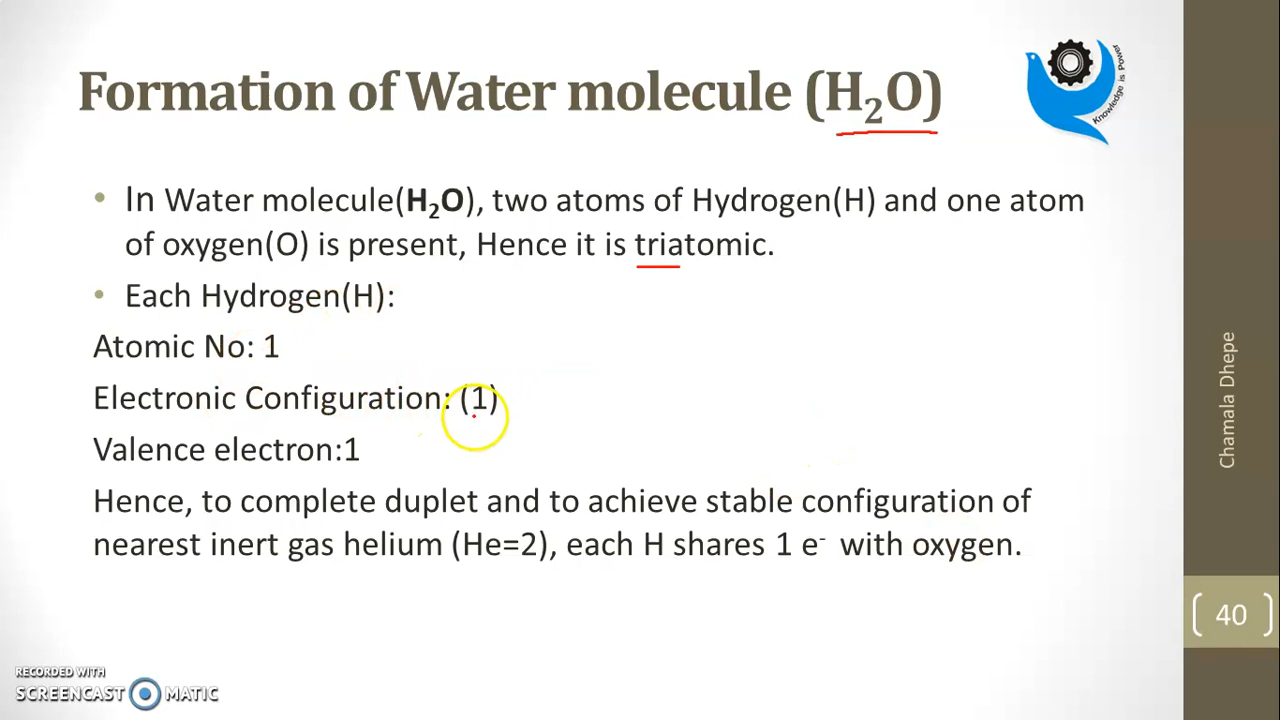 Formation of Water molecule (H₂O)
Knowledge is Power
• In Water molecule(H₂O), two atoms of Hydrogen(H) and one atom
of oxygen(O) is present, Hence it is triatomic.
• Each Hydrogen(H):
Atomic No: 1
Electronic Configuration: (1)
Valence electron:1
Hence, to complete duplet and to achieve stable configuration of
nearest inert gas helium (He=2), each H shares 1 e⁻ with oxygen.
Chamala Dhepe
40
RECORDED WITH
SCREENCAST MATIC